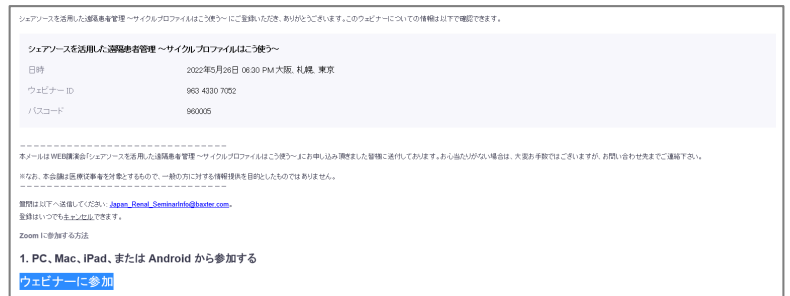 シェアソースを活用した遠隔患者管理 ～サイクルプロファイルはこう使う～ にご登録いただき、ありがとうございます。このウェビナーについての情報は以下で確認できます。
シェアソースを活用した遠隔患者管理 ～サイクルプロファイルはこう使う～
日時 2022年5月26日 06:30 PM 大阪、札幌、東京
ウェビナー ID 963 4330 7052
パスコード 960005
－－－－－－－－－－－－－－－－－－－－－－－－－－－－－－
本メールはWEB講演会「シェアソースを活用した遠隔患者管理 ～サイクルプロファイルはこう使う～」にお申し込み頂きました皆様に送付しております。お心当たりがない場合は、大変お手数ではございますが、お問い合わせ先までご連絡下さい。
※なお、本会議は医療従事者を対象とするもので、一般の方に対する情報提供を目的としたものではありません。
－－－－－－－－－－－－－－－－－－－－－－－－－－－－－－
質問は以下へ送信してください: Japan_Renal_SeminarInfo@baxter.com。
登録はいつでもキャンセルできます。
Zoom に参加する方法
1. PC、Mac、iPad、または Android から参加する
ウェビナーに参加